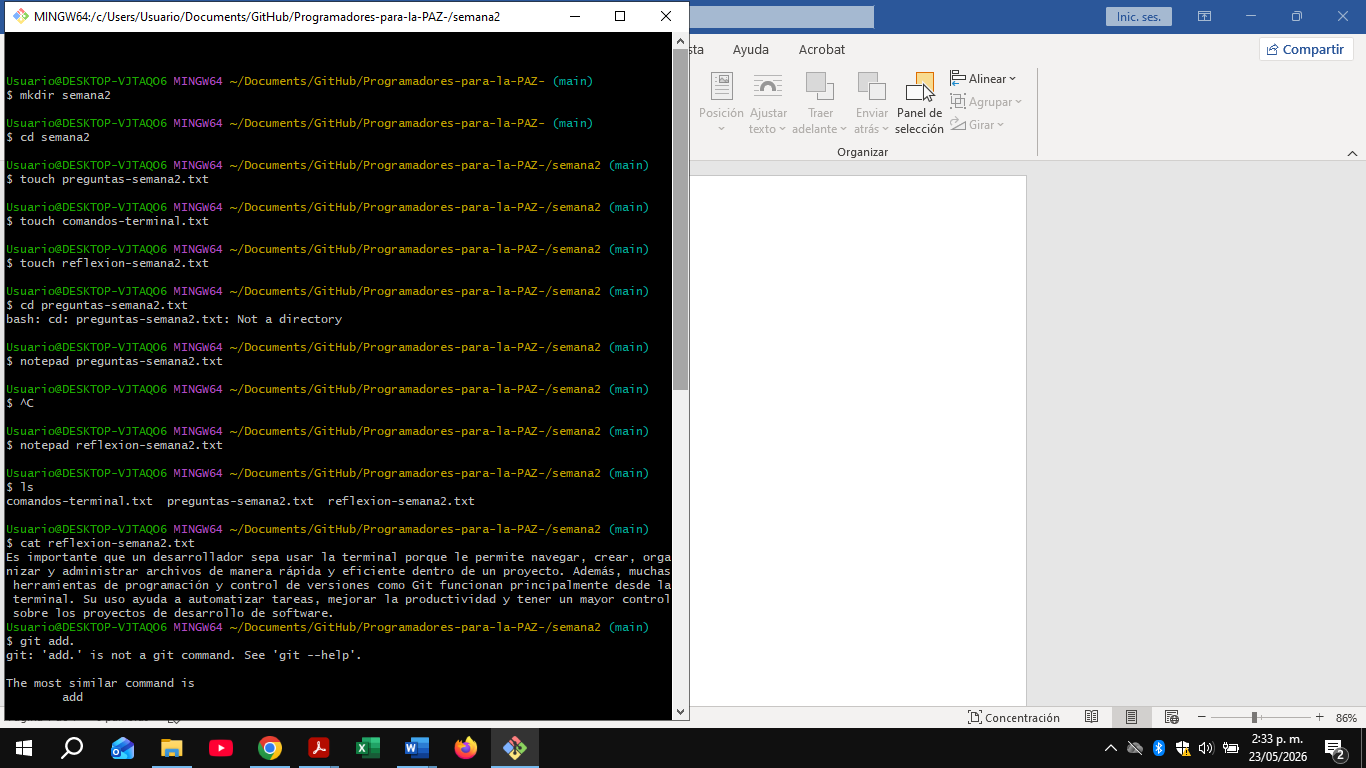 MINGW64:/c/Users/Usuario/Documents/GitHub/Programadores-para-la-PAZ-/semana2
Inic. ses.
Ayuda
Acrobat
Compartir
Posición
Ajustar texto
Traer adelante
Enviar atrás
Panel de selección
Alinear
Agrupar
Girar
Organizar
Usuario@DESKTOP-VJTAQO6 MINGW64 ~/Documents/GitHub/Programadores-para-la-PAZ- (main)
$ mkdir semana2
Usuario@DESKTOP-VJTAQO6 MINGW64 ~/Documents/GitHub/Programadores-para-la-PAZ- (main)
$ cd semana2
Usuario@DESKTOP-VJTAQO6 MINGW64 ~/Documents/GitHub/Programadores-para-la-PAZ-/semana2 (main)
$ touch preguntas-semana2.txt
Usuario@DESKTOP-VJTAQO6 MINGW64 ~/Documents/GitHub/Programadores-para-la-PAZ-/semana2 (main)
$ touch comandos-terminal.txt
Usuario@DESKTOP-VJTAQO6 MINGW64 ~/Documents/GitHub/Programadores-para-la-PAZ-/semana2 (main)
$ touch reflexion-semana2.txt
Usuario@DESKTOP-VJTAQO6 MINGW64 ~/Documents/GitHub/Programadores-para-la-PAZ-/semana2 (main)
$ cd preguntas-semana2.txt
bash: cd: preguntas-semana2.txt: Not a directory
Usuario@DESKTOP-VJTAQO6 MINGW64 ~/Documents/GitHub/Programadores-para-la-PAZ-/semana2 (main)
$ notepad preguntas-semana2.txt
Usuario@DESKTOP-VJTAQO6 MINGW64 ~/Documents/GitHub/Programadores-para-la-PAZ-/semana2 (main)
$ ^C
Usuario@DESKTOP-VJTAQO6 MINGW64 ~/Documents/GitHub/Programadores-para-la-PAZ-/semana2 (main)
$ notepad reflexion-semana2.txt
Usuario@DESKTOP-VJTAQO6 MINGW64 ~/Documents/GitHub/Programadores-para-la-PAZ-/semana2 (main)
$ ls
comandos-terminal.txt  preguntas-semana2.txt  reflexion-semana2.txt
Usuario@DESKTOP-VJTAQO6 MINGW64 ~/Documents/GitHub/Programadores-para-la-PAZ-/semana2 (main)
$ cat reflexion-semana2.txt
Es importante que un desarrollador sepa usar la terminal porque le permite navegar, crear, orga
nizar y administrar archivos de manera rápida y eficiente dentro de un proyecto. Además, muchas
herramientas de programación y control de versiones como Git funcionan principalmente desde la
terminal. Su uso ayuda a automatizar tareas, mejorar la productividad y tener un mayor control
sobre los proyectos de desarrollo de software.
Usuario@DESKTOP-VJTAQO6 MINGW64 ~/Documents/GitHub/Programadores-para-la-PAZ-/semana2 (main)
$ git add.
git: 'add.' is not a git command. See 'git --help'.
The most similar command is
add
Concentración
86%
2:33 p. m.
23/05/2026
2